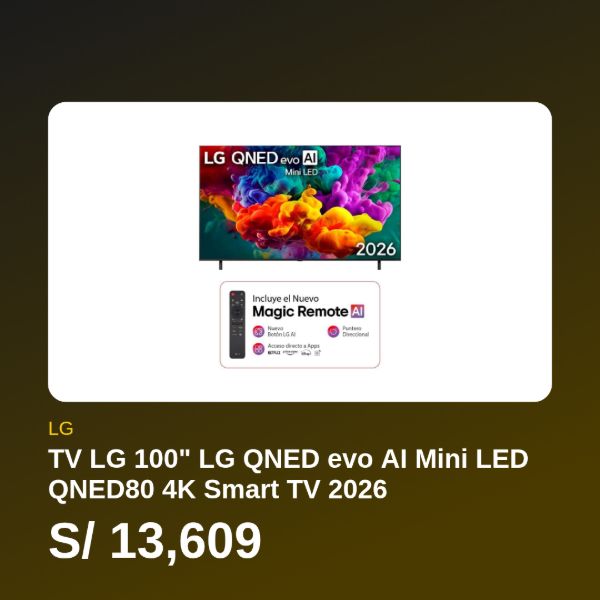 LG QNED evo AI
Mini LED
2026
Incluye el Nuevo
Magic Remote AI
Nuevo
Botón LG AI
Puntero
Direccional
Acceso directo a Apps
NETFLIX
LG
TV LG 100" LG QNED evo AI Mini LED
QNED80 4K Smart TV 2026
S/ 13,609